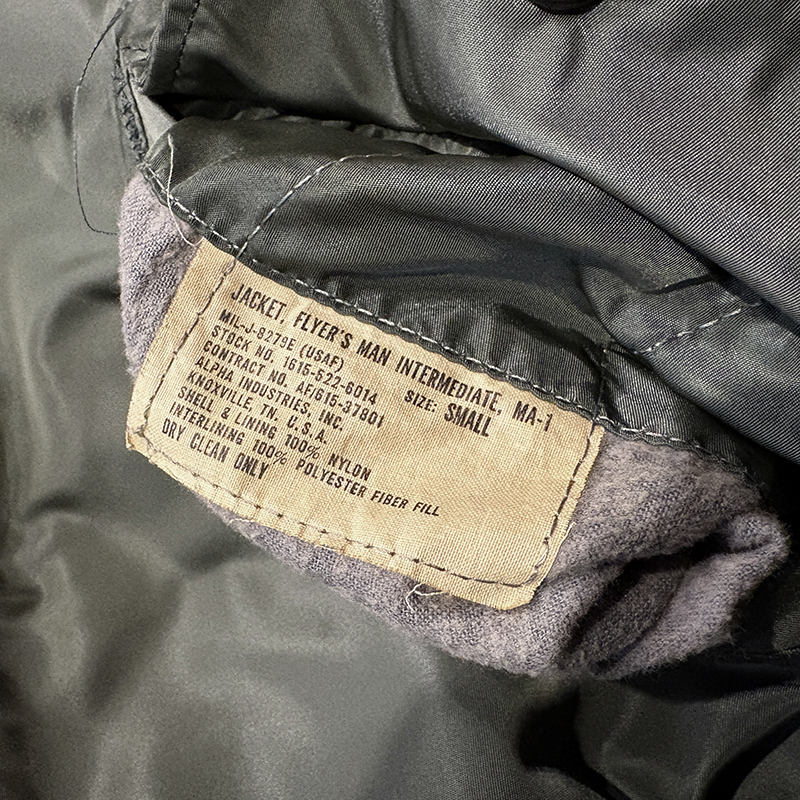 JACKET, FLYER'S MAN INTERMEDIATE, MA-1
MIL-J-8279E (USAF)
STOCK NO. 1615-522-6014 SIZE: SMALL
CONTRACT NO. AF/615-37801
ALPHA INDUSTRIES, INC.
KNOXVILLE, TN. U.S.A.
SHELL & LINING 100% NYLON
INTERLINING 100% POLYESTER FIBER FILL
DRY CLEAN ONLY